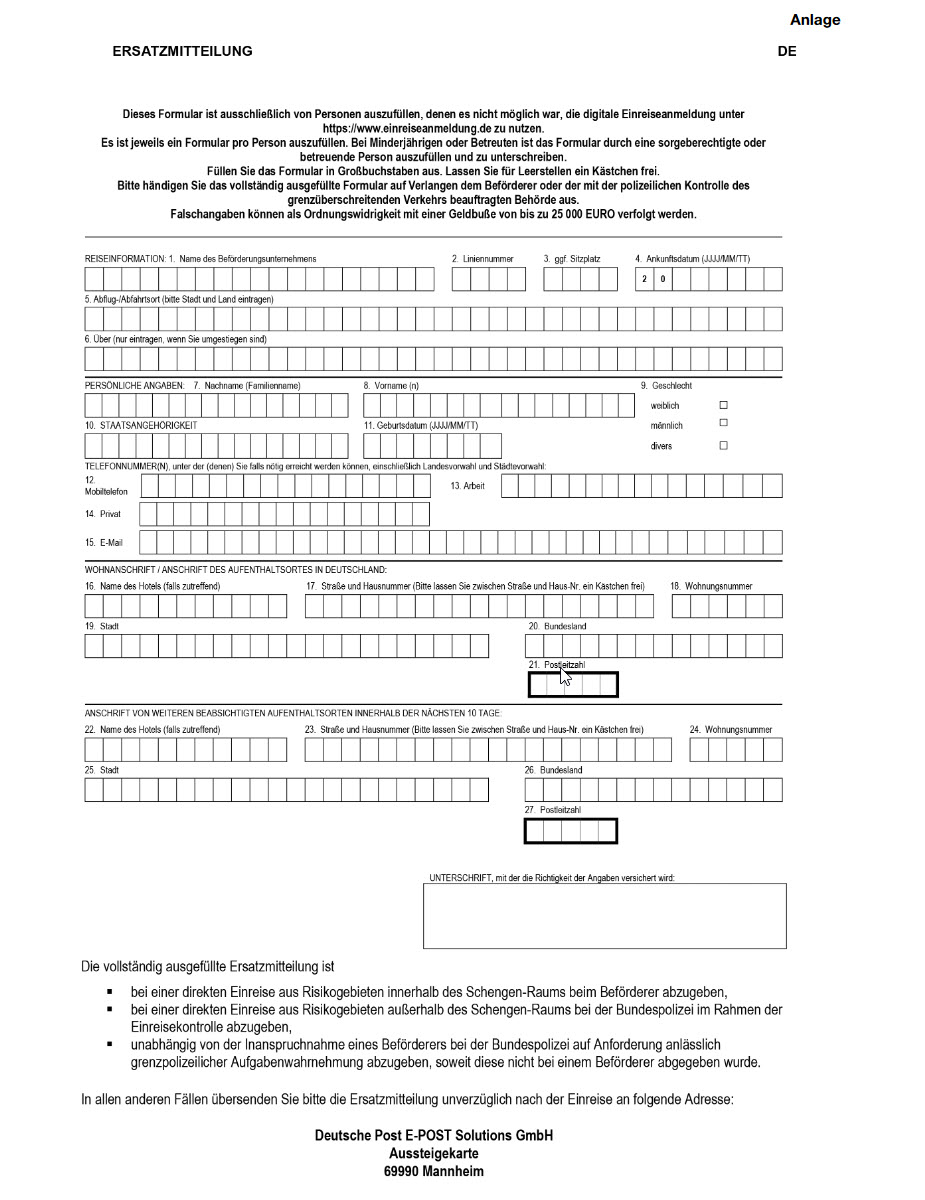 Anlage
ERSATZMITTEILUNG DE
Dieses Formular ist ausschließlich von Personen auszufüllen, denen es nicht möglich war, die digitale Einreiseanmeldung unter
https://www.einreiseanmeldung.de zu nutzen.
Es ist jeweils ein Formular pro Person auszufüllen. Bei Minderjährigen oder Betreuten ist das Formular durch eine sorgeberechtigte oder
betreuende Person auszufüllen und zu unterschreiben.
Füllen Sie das Formular in Großbuchstaben aus. Lassen Sie für Leerstellen ein Kästchen frei.
Bitte händigen Sie das vollständig ausgefüllte Formular auf Verlangen dem Beförderer oder der mit der polizeilichen Kontrolle des
grenzüberschreitenden Verkehrs beauftragten Behörde aus.
Falschangaben können als Ordnungswidrigkeit mit einer Geldbuße von bis zu 25 000 EURO verfolgt werden.
REISEINFORMATION: 1. Name des Beförderungsunternehmens 2. Liniennummer 3. ggf. Sitzplatz 4. Ankunftsdatum (JJJJ/MM/TT)
2 0
5. Abflug-/Abfahrtsort (bitte Stadt und Land eintragen)
6. Über (nur eintragen, wenn Sie umgestiegen sind)
PERSÖNLICHE ANGABEN: 7. Nachname (Familienname) 8. Vorname (n) 9. Geschlecht
weiblich
10. STAATSANGEHÖRIGKEIT 11. Geburtsdatum (JJJJ/MM/TT) männlich
divers
TELEFONNUMMER(N), unter der (denen) Sie falls nötig erreicht werden können, einschließlich Landesvorwahl und Städtevorwahl:
12.
Mobiltelefon 13. Arbeit
14. Privat
15. E-Mail
WOHNANSCHRIFT / ANSCHRIFT DES AUFENTHALTSORTES IN DEUTSCHLAND:
16. Name des Hotels (falls zutreffend) 17. Straße und Hausnummer (Bitte lassen Sie zwischen Straße und Haus-Nr. ein Kästchen frei) 18. Wohnungsnummer
19. Stadt 20. Bundesland
21. Postleitzahl
ANSCHRIFT VON WEITEREN BEABSICHTIGTEN AUFENTHALTSORTEN INNERHALB DER NÄCHSTEN 10 TAGE:
22. Name des Hotels (falls zutreffend) 23. Straße und Hausnummer (Bitte lassen Sie zwischen Straße und Haus-Nr. ein Kästchen frei) 24. Wohnungsnummer
25. Stadt 26. Bundesland
27. Postleitzahl
UNTERSCHRIFT, mit der die Richtigkeit der Angaben versichert wird:
Die vollständig ausgefüllte Ersatzmitteilung ist
▪ bei einer direkten Einreise aus Risikogebieten innerhalb des Schengen-Raums beim Beförderer abzugeben,
▪ bei einer direkten Einreise aus Risikogebieten außerhalb des Schengen-Raums bei der Bundespolizei im Rahmen der
Einreisekontrolle abzugeben,
▪ unabhängig von der Inanspruchnahme eines Beförderers bei der Bundespolizei auf Anforderung anlässlich
grenzpolizeilicher Aufgabenwahrnehmung abzugeben, soweit diese nicht bei einem Beförderer abgegeben wurde.
In allen anderen Fällen übersenden Sie bitte die Ersatzmitteilung unverzüglich nach der Einreise an folgende Adresse:
Deutsche Post E-POST Solutions GmbH
Aussteigekarte
69990 Mannheim